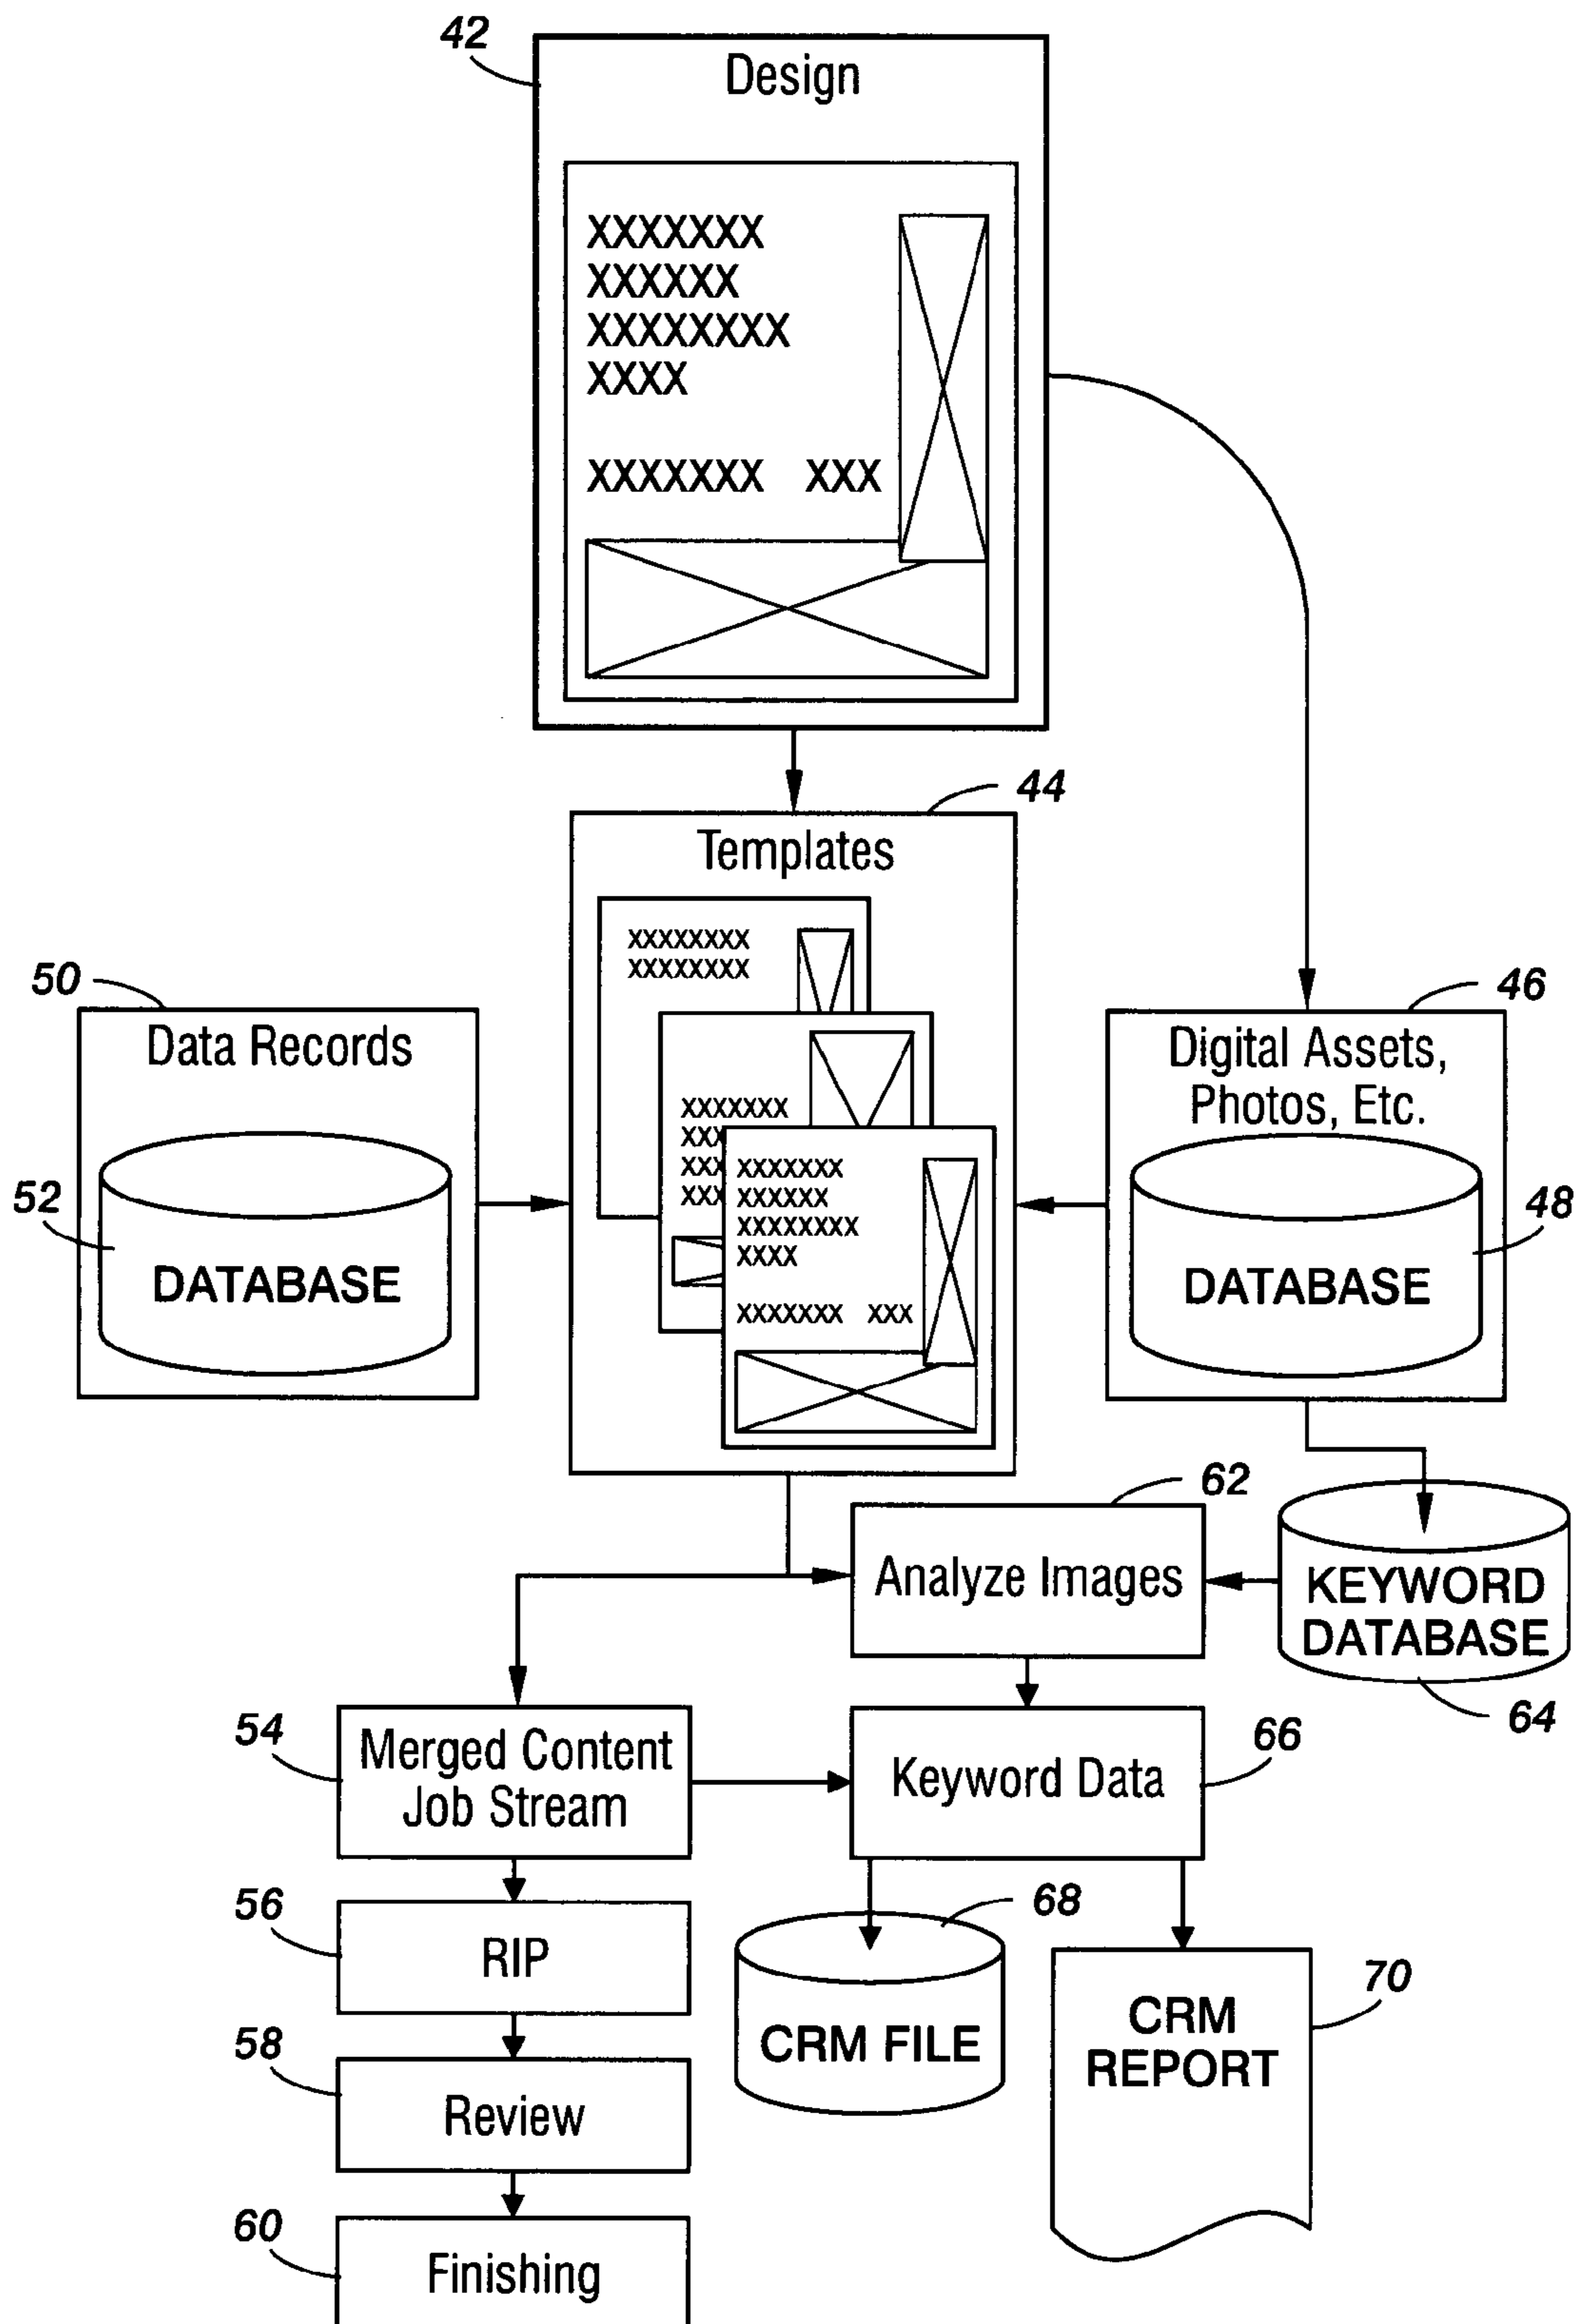 42
Design
XXXXXXX
XXXXXX
XXXXXXXX
XXXX
XXXXXXX XXX
44
Templates
XXXXXXXX
XXXXXXXX
XXXXXXX
XXX
XXX
XXX
XXXXXXX
XXXXXX
XXXXXXXX
XXXX
XXXXXXX XXX
50
Data Records
52
DATABASE
46
Digital Assets,
Photos, Etc.
48
DATABASE
62
Analyze Images
KEYWORD
DATABASE
64
54
Merged Content
Job Stream
66
Keyword Data
56
RIP
68
CRM FILE
70
CRM
REPORT
58
Review
60
Finishing